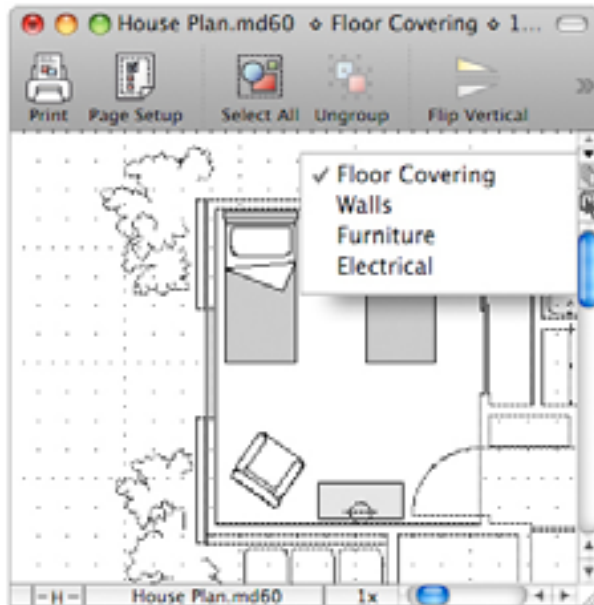 House Plan.md60 ⬥ Floor Covering ⬥ 1...
Print Page Setup Select All Ungroup Flip Vertical
✓ Floor Covering
Walls
Furniture
Electrical
H House Plan.md60 1x